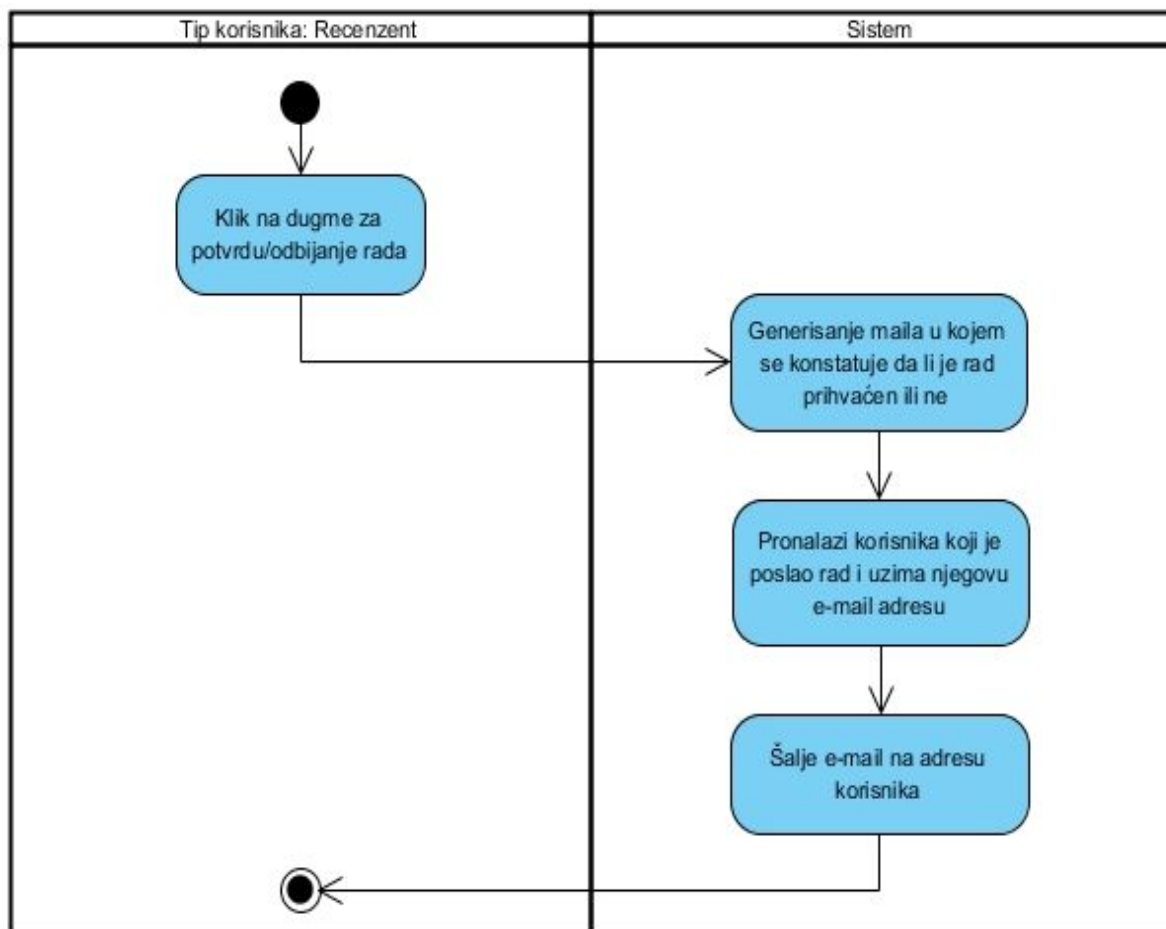 Tip korisnika: Recenzent
Sistem
Klik na dugme za
potvrdu/odbijanje rada
Generisanje maila u kojem
se konstatuje da li je rad
prihvaćen ili ne
Pronalazi korisnika koji je
poslao rad i uzima njegovu
e-mail adresu
Šalje e-mail na adresu
korisnika